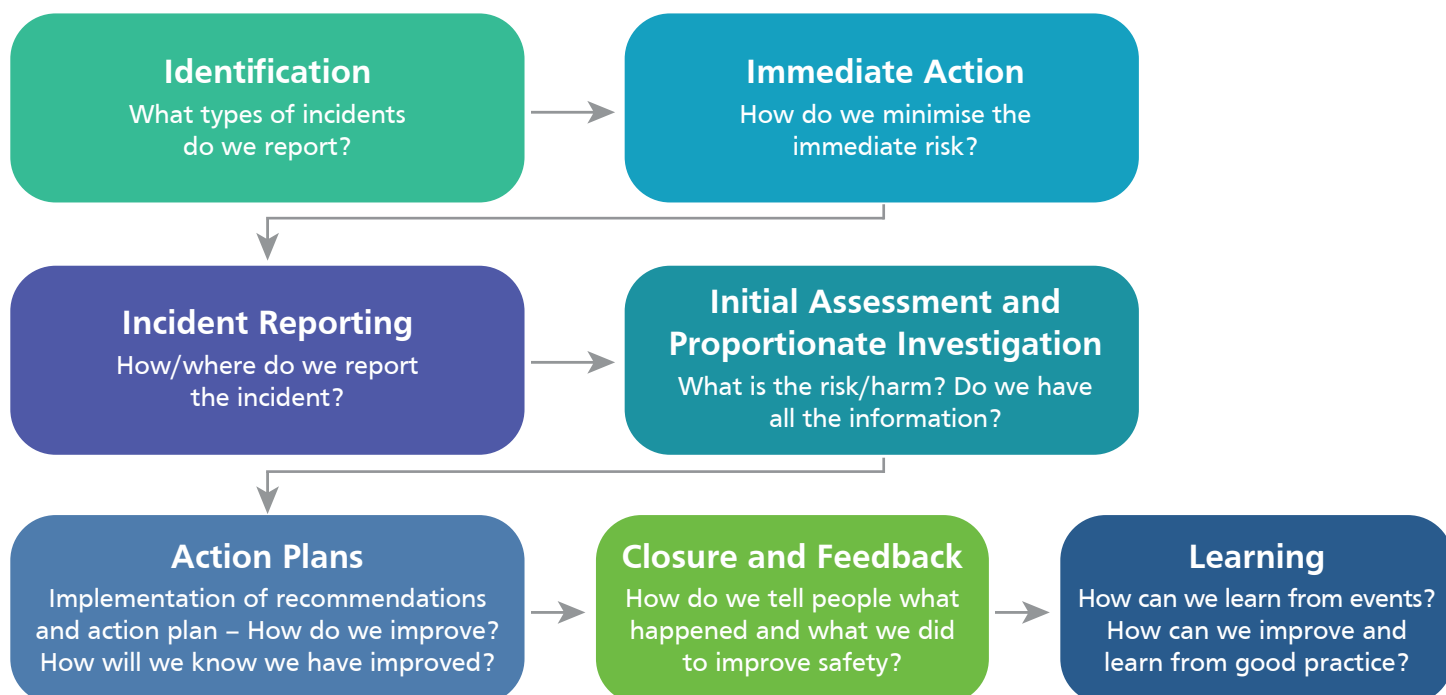 Identification
What types of incidents
do we report?
Immediate Action
How do we minimise the
immediate risk?
Incident Reporting
How/where do we report
the incident?
Initial Assessment and
Proportionate Investigation
What is the risk/harm? Do we have
all the information?
Action Plans
Implementation of recommendations
and action plan – How do we improve?
How will we know we have improved?
Closure and Feedback
How do we tell people what
happened and what we did
to improve safety?
Learning
How can we learn from events?
How can we improve and
learn from good practice?